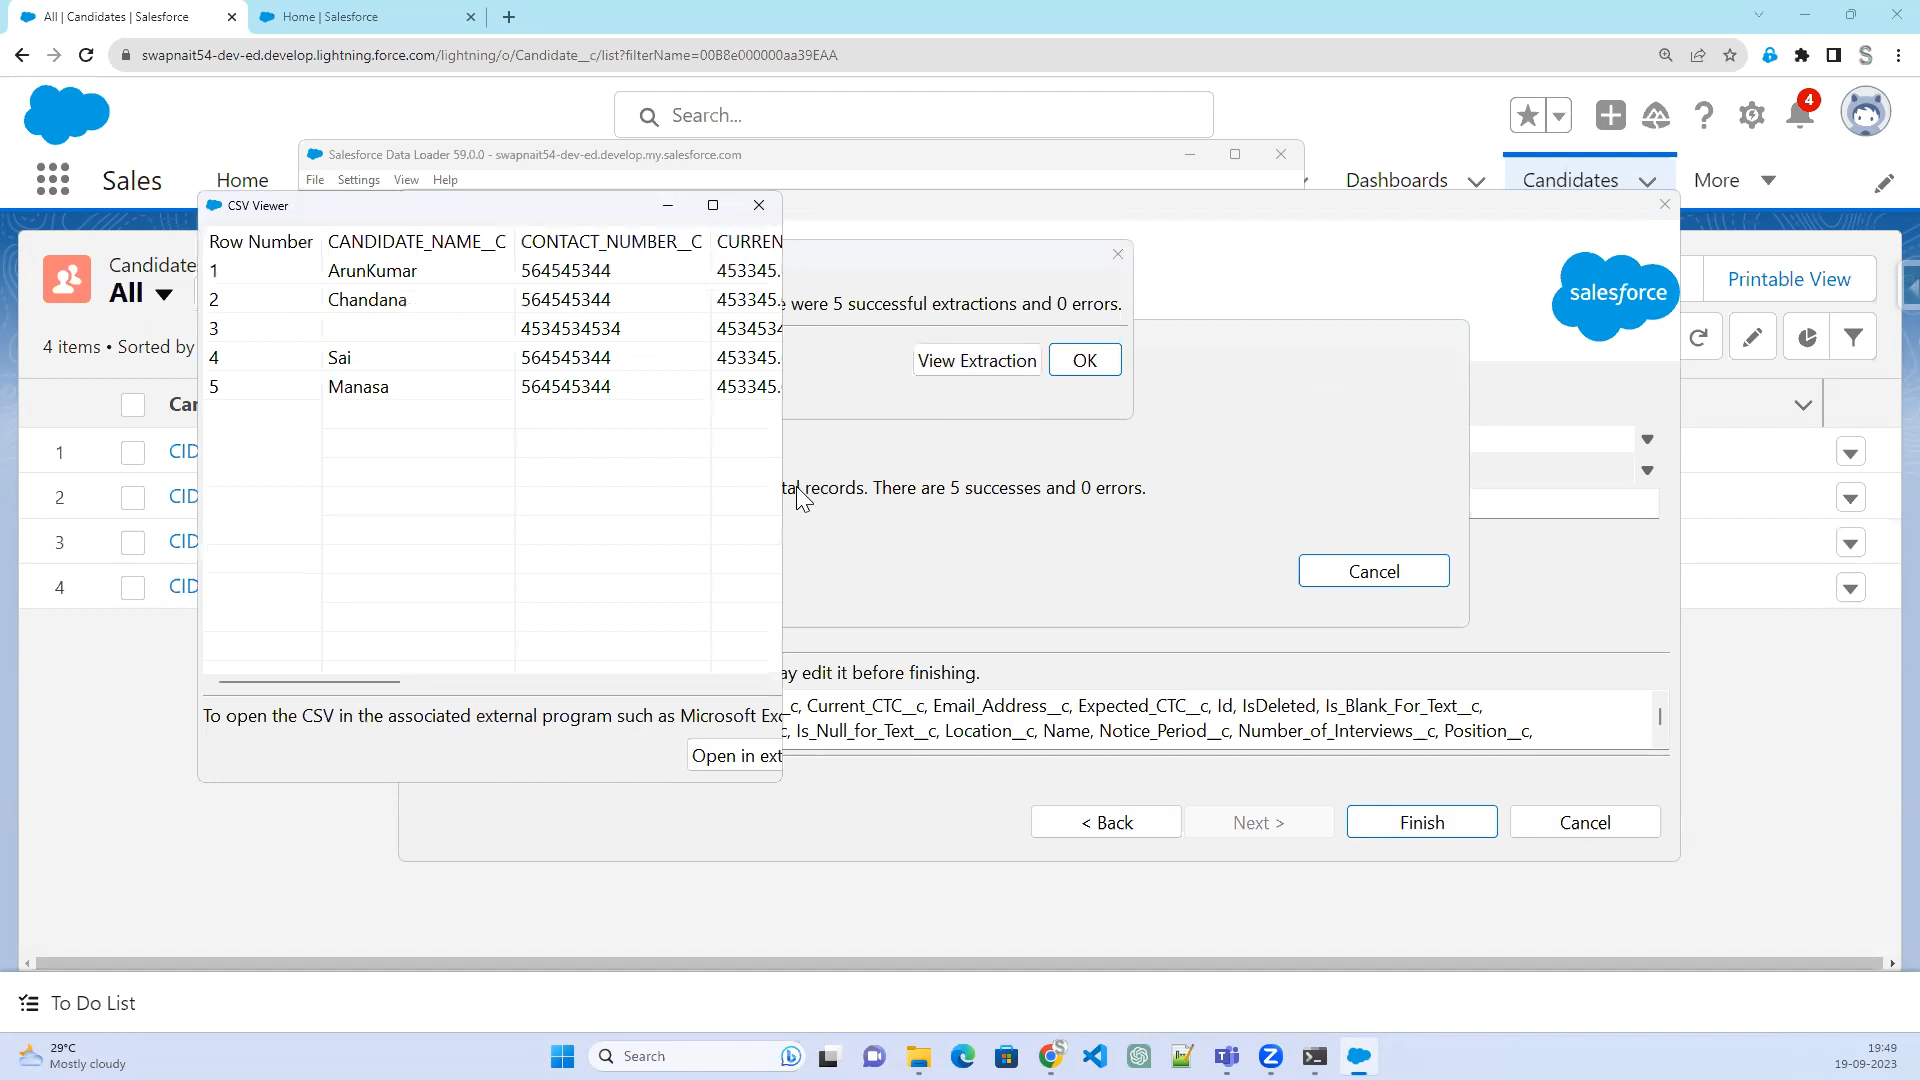 All | Candidates | Salesforce
Home | Salesforce
swapnait54-dev-ed.develop.lightning.force.com/lightning/o/Candidate__c/list?filterName=00B8e000000aa39EAA
Search...
4
Sales
Home
Dashboards
Candidates
More
Salesforce Data Loader 59.0.0 - swapnait54-dev-ed.develop.my.salesforce.com
File Settings View Help
CSV Viewer
Row Number CANDIDATE_NAME__C CONTACT_NUMBER__C CURREN
1 ArunKumar 564545344 453345.
2 Chandana 564545344 453345.
3 4534534534 453453
4 Sai 564545344 453345.
5 Manasa 564545344 453345.
To open the CSV in the associated external program such as Microsoft Exc
Open in ext
Candidate
All
4 items • Sorted by
Printable View
salesforce
were 5 successful extractions and 0 errors.
View Extraction
OK
records. There are 5 successes and 0 errors.
Cancel
1 CID
2 CID
3 CID
4 CID
ay edit it before finishing.
_c, Current_CTC__c, Email_Address__c, Expected_CTC__c, Id, IsDeleted, Is_Blank_For_Text__c,
c, Is_Null_for_Text__c, Location__c, Name, Notice_Period__c, Number_of_Interviews__c, Position__c,
< Back
Next >
Finish
Cancel
To Do List
29°C
Mostly cloudy
Search
19:49
19-09-2023